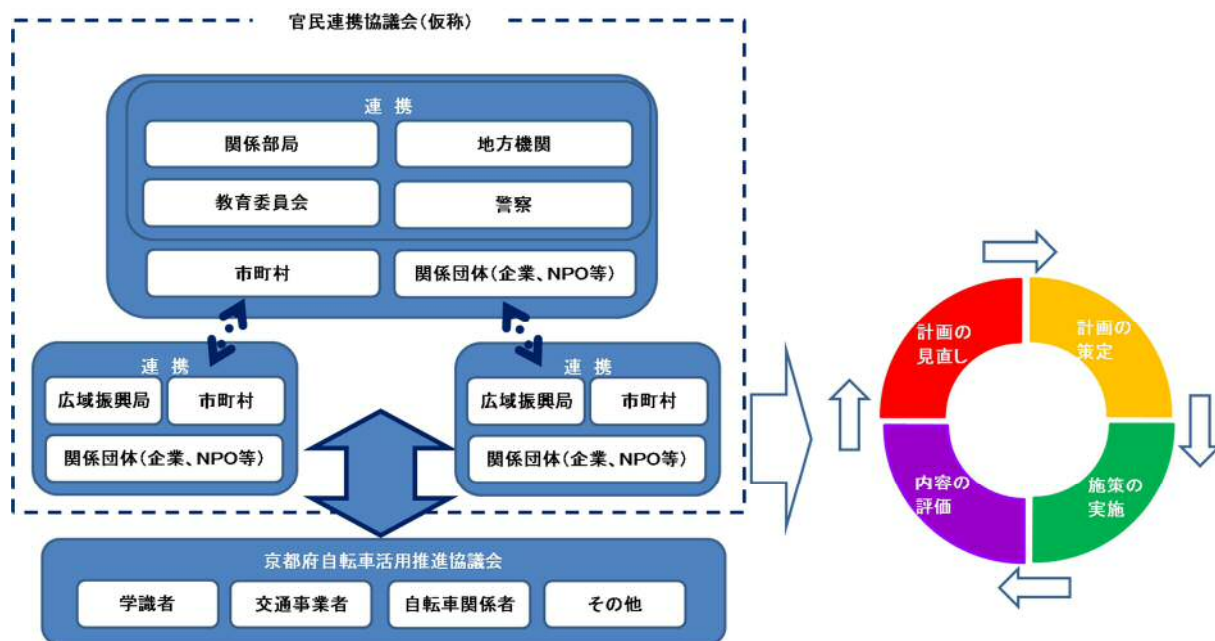 官民連携協議会(仮称)
連 携
関係部局
地方機関
教育委員会
警察
市町村
関係団体(企業、NPO等)
連 携
広域振興局
市町村
関係団体(企業、NPO等)
連 携
広域振興局
市町村
関係団体(企業、NPO等)
京都府自転車活用推進協議会
学識者
交通事業者
自転車関係者
その他
計画の
見直し
計画の
策定
内容の
評価
施策の
実施